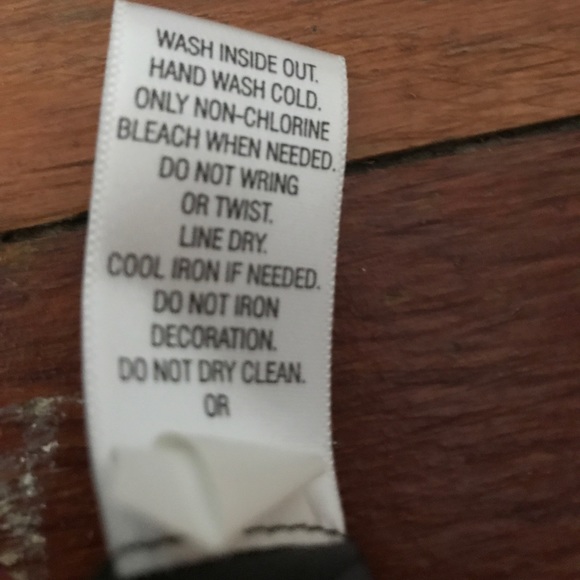 WASH INSIDE OUT.
HAND WASH COLD.
ONLY NON-CHLORINE
BLEACH WHEN NEEDED.
DO NOT WRING
OR TWIST.
LINE DRY.
COOL IRON IF NEEDED.
DO NOT IRON
DECORATION.
DO NOT DRY CLEAN.
OR